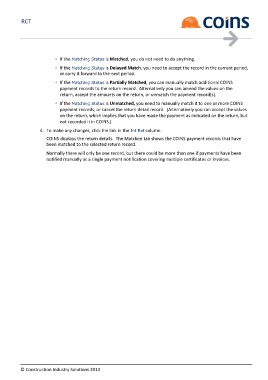 RCT
coins
• If the Matching Status is Matched, you do not need to do anything.
• If the Matching Status is Delayed Match, you need to accept the record in the current period,
or carry it forward to the next period.
• If the Matching Status is Partially Matched, you can manually match additional COINS
payment records to the return record. Alternatively you can amend the values on the
return, accept the amounts on the return, or unmatch the payment record(s).
• If the Matching Status is Unmatched, you need to manually match it to one or more COINS
payment records, or cancel the return detail record. (Alternatively you can accept the values
on the return, which implies that you have made the payment as indicated on the return, but
not recorded it in COINS.)
4. To make any changes, click the link in the Int Ref column.
COINS displays the return details. The Matched tab shows the COINS payment records that have
been matched to the selected return record.
Normally there will only be one record, but there could be more than one if payments have been
notified manually as a single payment notification covering multiple certificates or invoices.
© Construction Industry Solutions 2013